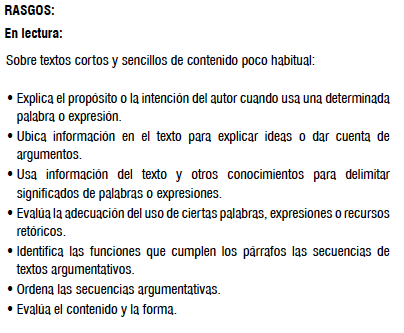 RASGOS:
En lectura:
Sobre textos cortos y sencillos de contenido poco habitual:
• Explica el propósito o la intención del autor cuando usa una determinada
palabra o expresión.
• Ubica información en el texto para explicar ideas o dar cuenta de
argumentos.
• Usa información del texto y otros conocimientos para delimitar
significados de palabras o expresiones.
• Evalúa la adecuación del uso de ciertas palabras, expresiones o recursos
retóricos.
• Identifica las funciones que cumplen los párrafos las secuencias de
textos argumentativos.
• Ordena las secuencias argumentativas.
• Evalúa el contenido y la forma.